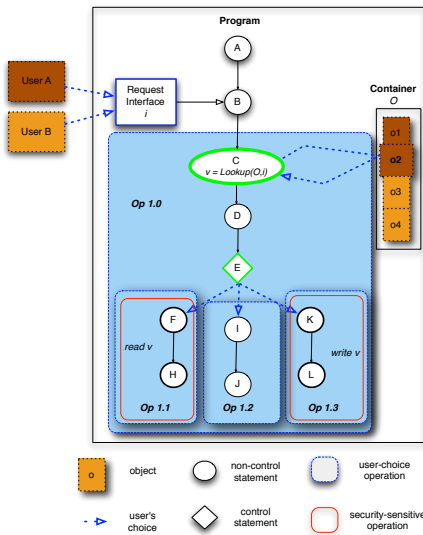 Program
A
User A
Request
Interface
i
B
Container
O
User B
o1
C
v = Lookup(O,i)
o2
o3
Op 1.0
D
o4
E
F
K
I
read v
write v
H
L
J
Op 1.1
Op 1.2
Op 1.3
o
object
non-control
statement
user-choice
operation
user's
choice
control
statement
security-sensitive
operation